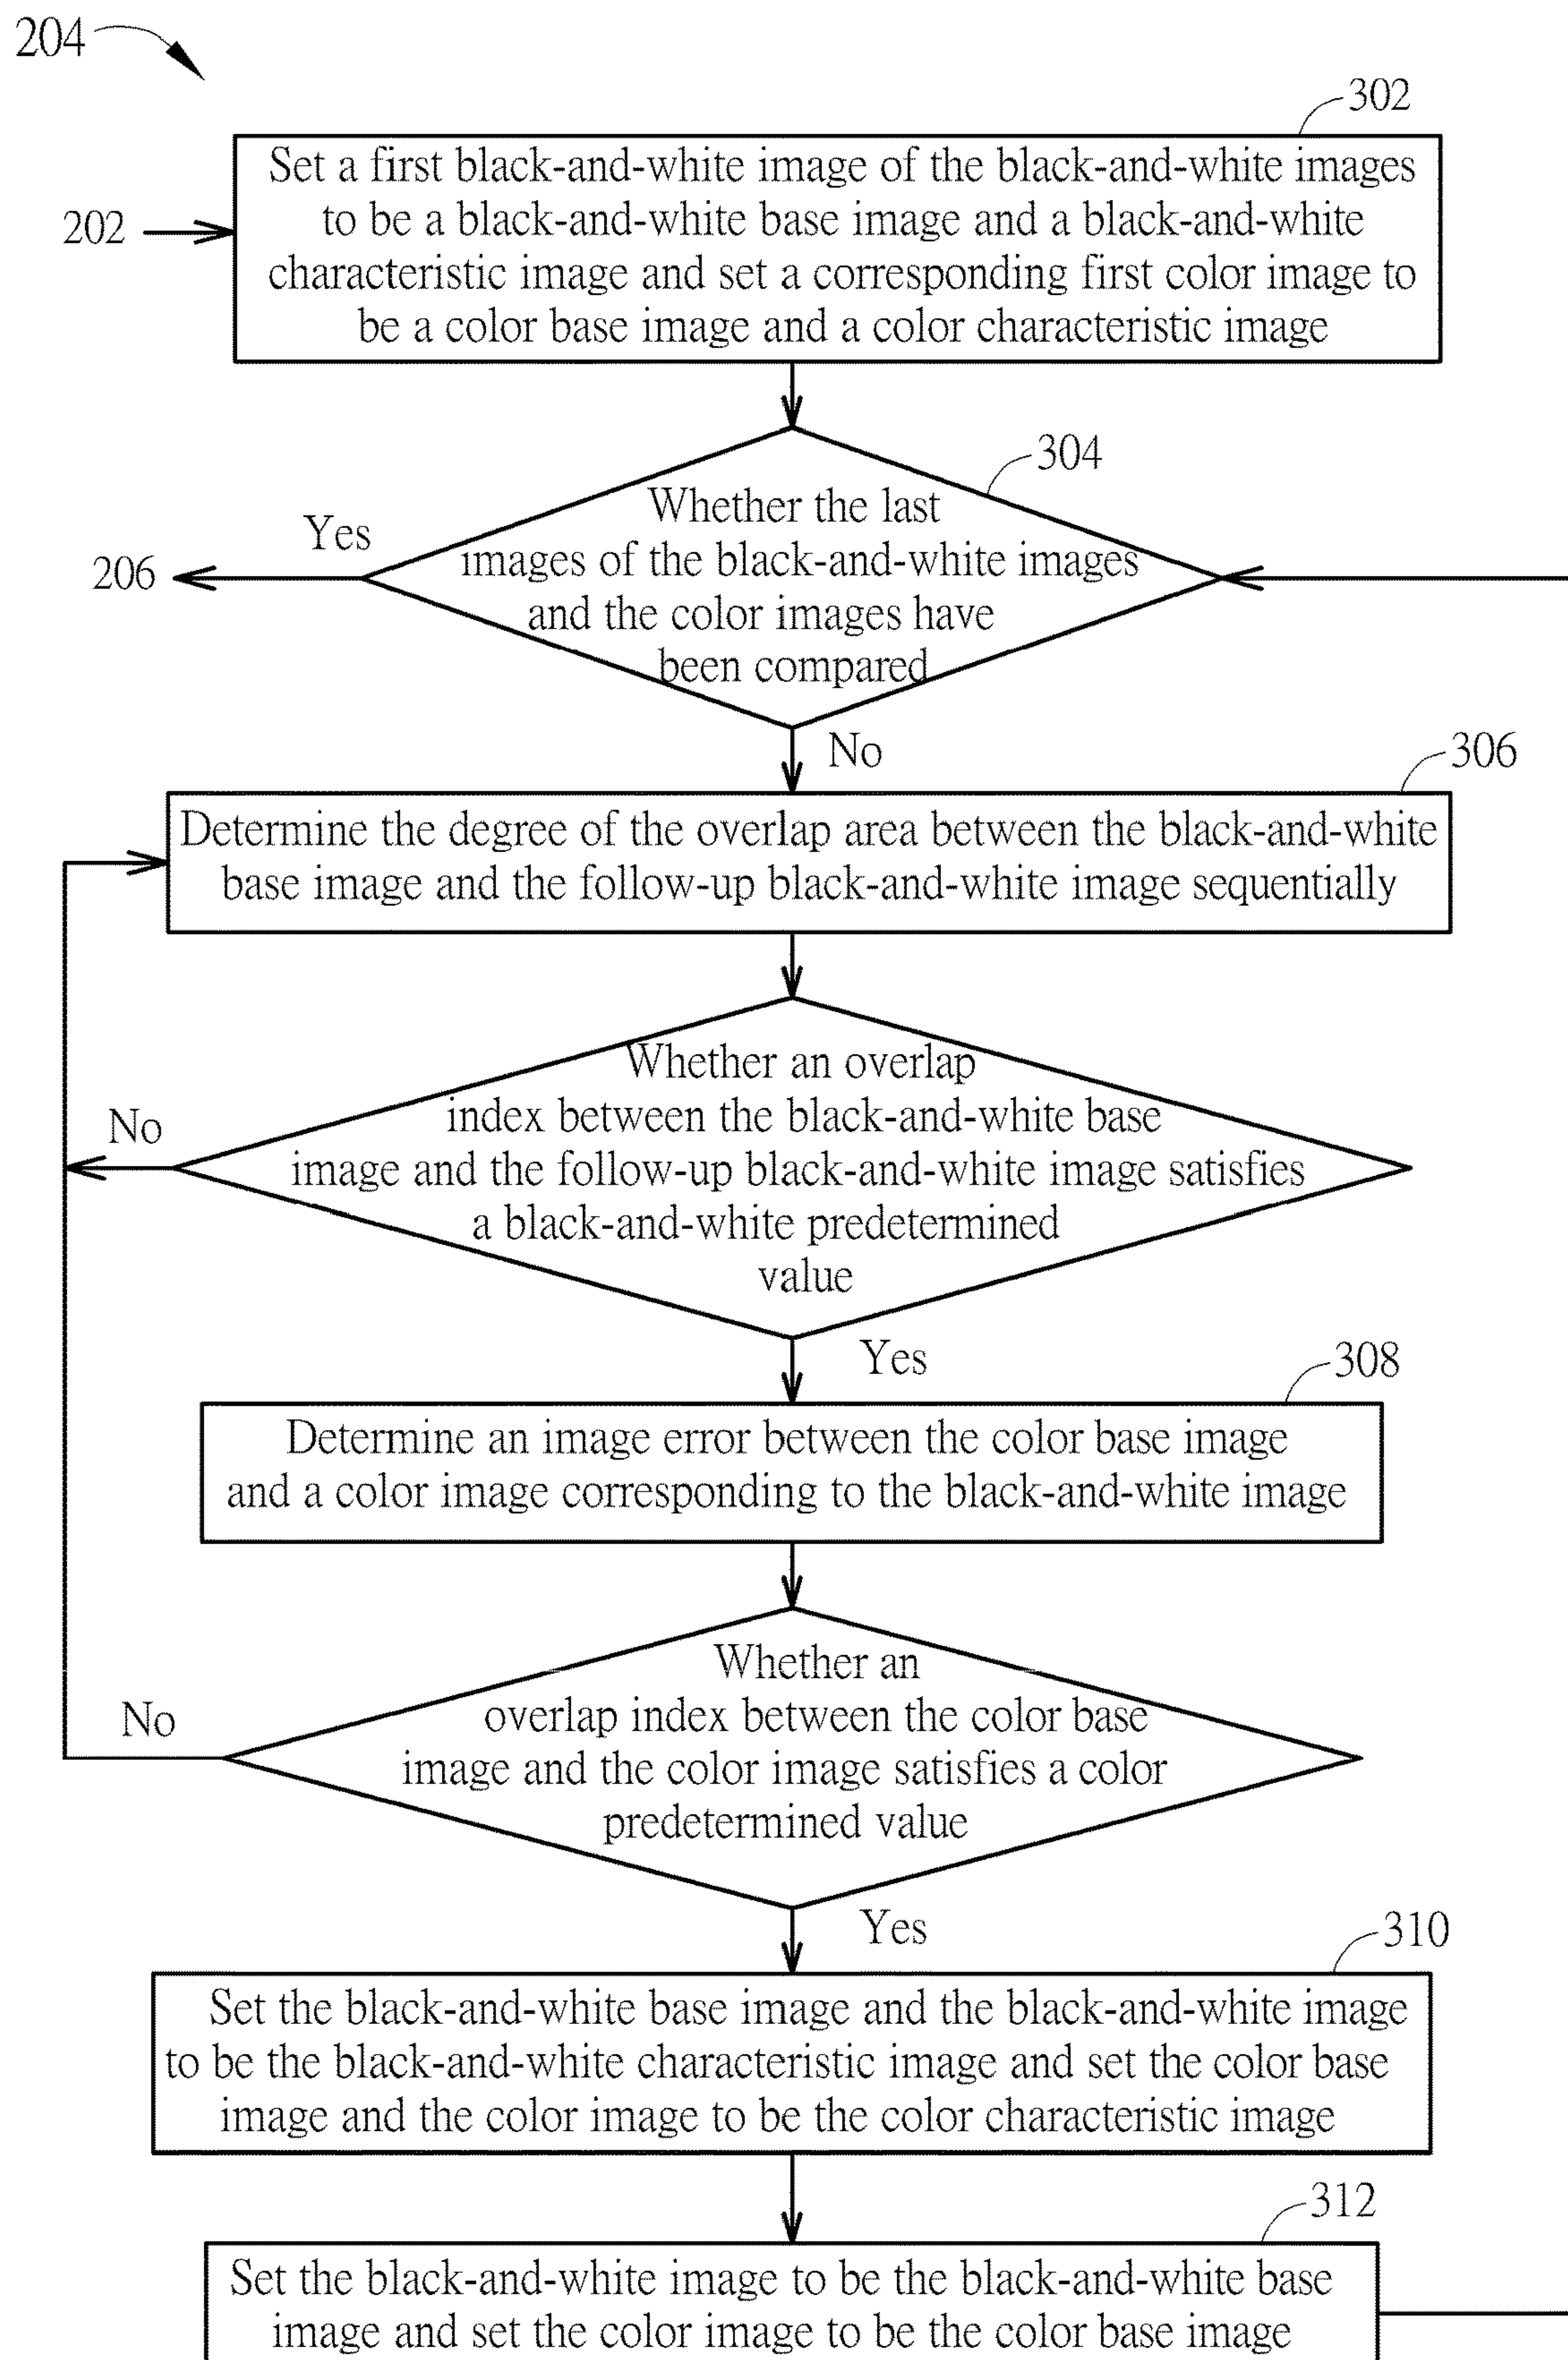 204
302
Set a first black-and-white image of the black-and-white images
to be a black-and-white base image and a black-and-white
characteristic image and set a corresponding first color image to
be a color base image and a color characteristic image
202
304
Whether the last
images of the black-and-white images
and the color images have
been compared
Yes
206
No
306
Determine the degree of the overlap area between the black-and-white
base image and the follow-up black-and-white image sequentially
Whether an overlap
index between the black-and-white base
image and the follow-up black-and-white image satisfies
a black-and-white predetermined
value
No
Yes
308
Determine an image error between the color base image
and a color image corresponding to the black-and-white image
Whether an
overlap index between the color base
image and the color image satisfies a color
predetermined value
No
Yes
310
Set the black-and-white base image and the black-and-white image
to be the black-and-white characteristic image and set the color base
image and the color image to be the color characteristic image
312
Set the black-and-white image to be the black-and-white base
image and set the color image to be the color base image